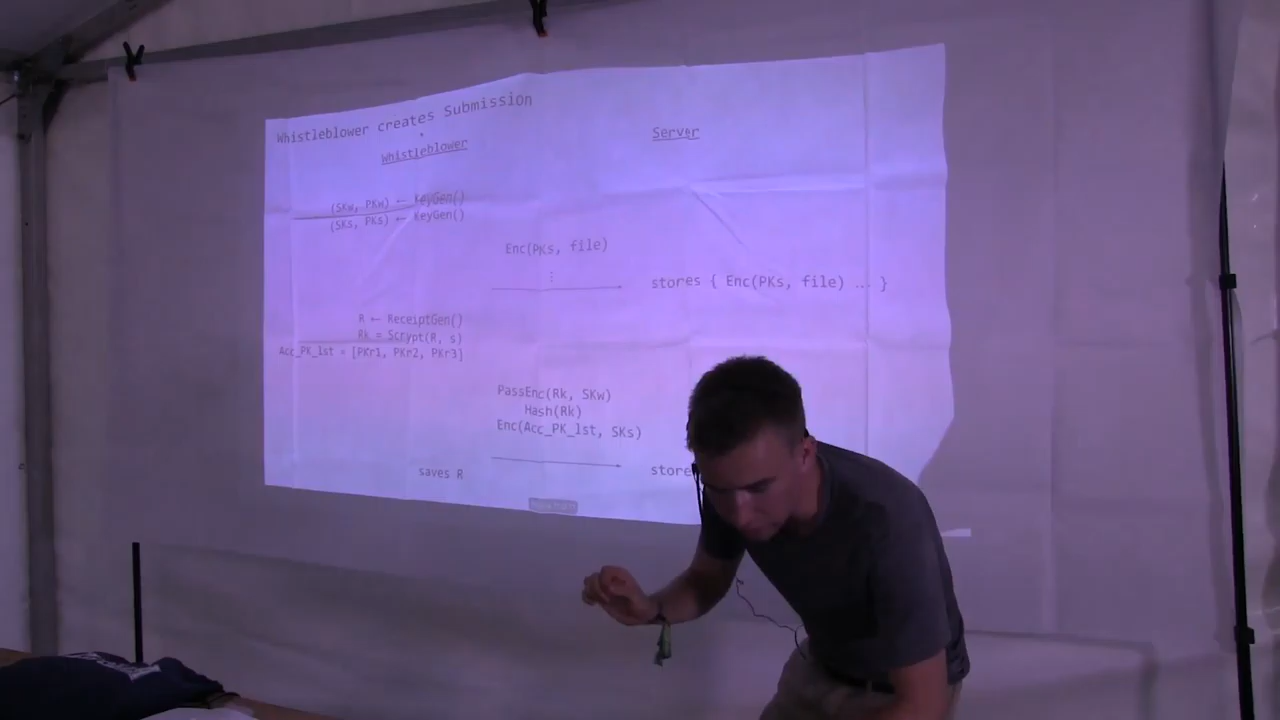 Whistleblower creates Submission
Whistleblower
Server
(SKw, PKw) ← KeyGen()
(SKs, PKs) ← KeyGen()
Enc(PKs, file)
⋮
stores { Enc(PKs, file) ... }
R ← ReceiptGen()
Rk = Scrypt(R, s)
Acc_PK_lst = [PKr1, PKr2, PKr3]
PassEnc(Rk, SKw)
Hash(Rk)
Enc(Acc_PK_lst, SKs)
saves R
store